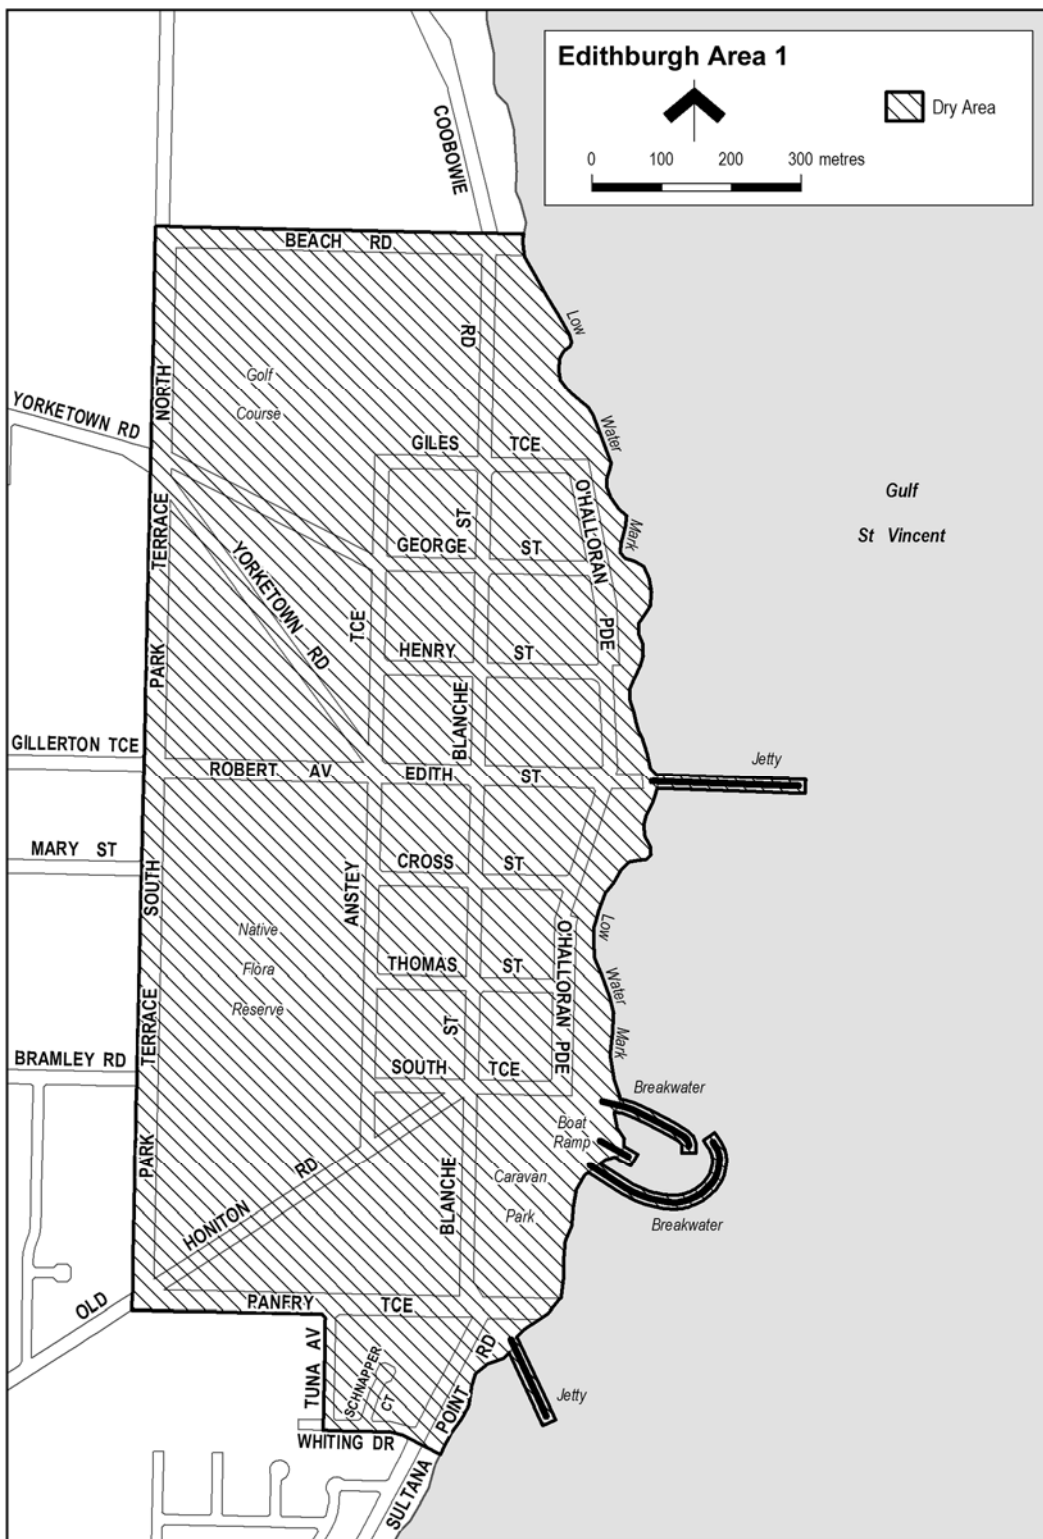 Edithburgh Area 1
Dry Area
0 100 200 300 metres
COOBOWIE
RD
BEACH RD
Low
Water
Mark
NORTH
TERRACE
PARK
Golf
Course
YORKETOWN RD
GILES TCE
O'HALLORAN
PDE
Gulf
St Vincent
ST
GEORGE ST
YORKETOWN RD
TCE
HENRY ST
BLANCHE
GILLERTON TCE
ROBERT AV
EDITH ST
Jetty
MARY ST
SOUTH
TERRACE
PARK
ANSTEY
CROSS ST
Native
Flora
Reserve
Low
Water
Mark
THOMAS ST
O'HALLORAN PDE
ST
BRAMLEY RD
SOUTH TCE
Breakwater
Boat
Ramp
Caravan
Park
Breakwater
BLANCHE
HONITON RD
OLD
PANFRY TCE
TUNA AV
SCHNAPPER
CT
POINT RD
Jetty
WHITING DR
SULTANA